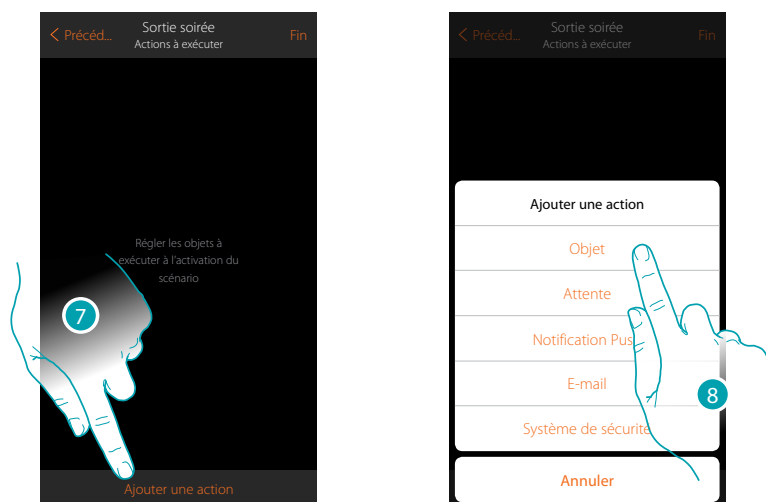 < Précéd...
Sortie soirée
Actions à exécuter
Fin
Régler les objets à
exécuter à l'activation du
scénario
7
Ajouter une action
< Précéd...
Sortie soirée
Actions à exécuter
Fin
Ajouter une action
Objet
Attente
Notification Pus
E-mail
8
Système de sécurité
Annuler